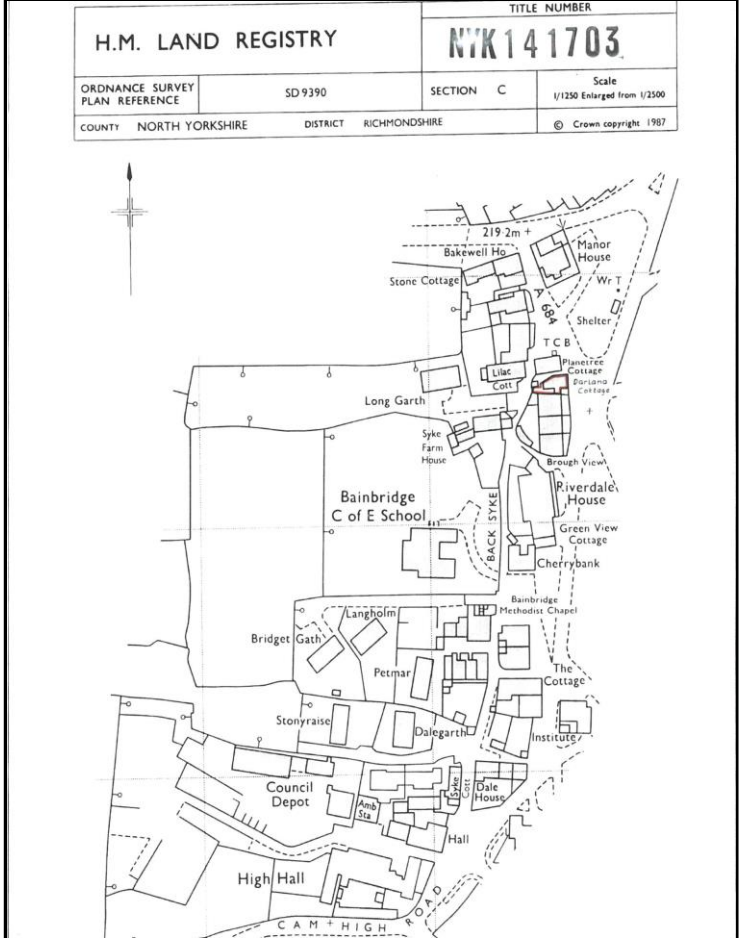 TITLE NUMBER
H.M. LAND REGISTRY
NYK141703
ORDNANCE SURVEY
PLAN REFERENCE
SD 9390
SECTION C
Scale
1/1250 Enlarged from 1/2500
COUNTY NORTH YORKSHIRE DISTRICT RICHMONDSHIRE
© Crown copyright 1987
219·2m +
Bakewell Ho
Manor
House
Stone Cottage
Wr T
A 684
Shelter
TCB
Planetree
Cottage
Lilac
Cott
Dariana
Cottage
Long Garth
Syke
Farm
House
Brough View
Riverdale
House
Bainbridge
C of E School
BACK SYKE
Green View
Cottage
Cherrybank
Bainbridge
Methodist Chapel
Langholm
Bridget Gath
Petmar
The
Cottage
Stonyraise
Dalegarth
Institute
Council
Depot
Syke
Cott
Dale
House
Amb
Sta
Hall
High Hall
CAM HIGH ROAD